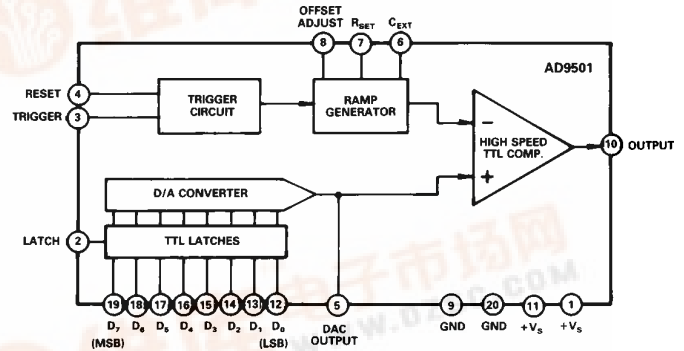 OFFSET ADJUST
R_SET
C_EXT
8
7
6
AD9501
RESET
4
TRIGGER
3
TRIGGER CIRCUIT
RAMP GENERATOR
−
HIGH SPEED TTL COMP.
+
10
OUTPUT
D/A CONVERTER
LATCH
2
TTL LATCHES
19
18
17
16
15
14
13
12
5
9
20
11
1
D7
D6
D5
D4
D3
D2
D1
D0
(MSB)
(LSB)
DAC OUTPUT
GND
GND
+VS
+VS